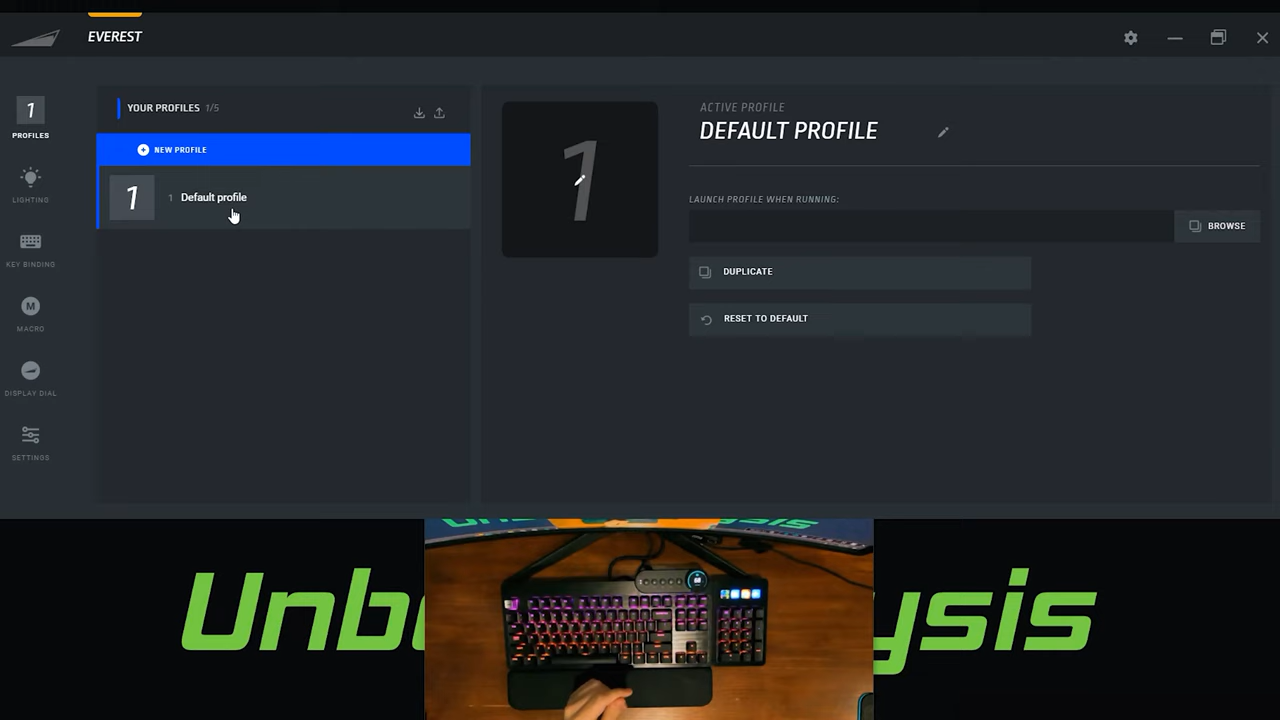 EVEREST
1
PROFILES
LIGHTING
KEY BINDING
M
MACRO
DISPLAY DIAL
SETTINGS
YOUR PROFILES 1/5
NEW PROFILE
1 1 Default profile
1
ACTIVE PROFILE
DEFAULT PROFILE
LAUNCH PROFILE WHEN RUNNING:
BROWSE
DUPLICATE
RESET TO DEFAULT